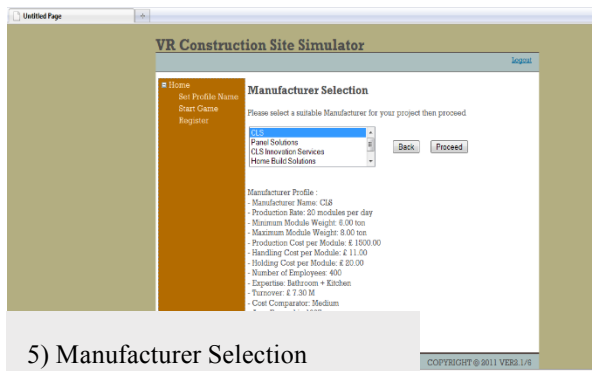 Untitled Page
VR Construction Site Simulator
Logout
Home
Set Profile Name
Start Game
Register
Manufacturer Selection
Please select a suitable Manufacturer for your project then proceed
CLS
Panel Solutions
CLS Innovation Services
Home Build Solutions
Back Proceed
Manufacturer Profile :
- Manufacturer Name: CLS
- Production Rate: 20 modules per day
- Minimum Module Weight: 6.00 ton
- Maximum Module Weight: 8.00 ton
- Production Cost per Module: £ 1500.00
- Handling Cost per Module: £ 11.00
- Holding Cost per Module: £ 20.00
- Number of Employees: 400
- Expertise: Bathroom + Kitchen
- Turnover: £ 7.30 M
- Cost Comparator: Medium
5) Manufacturer Selection
COPYRIGHT @ 2011 VER2.1/6